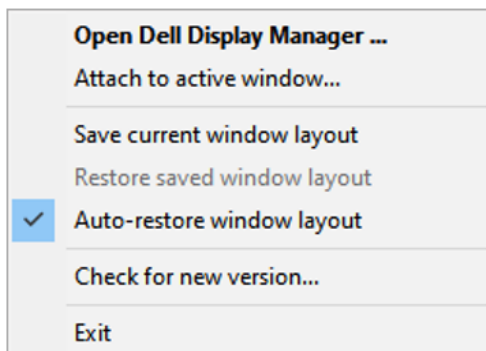 Open Dell Display Manager ...
Attach to active window...
Save current window layout
Restore saved window layout
Auto-restore window layout
Check for new version...
Exit